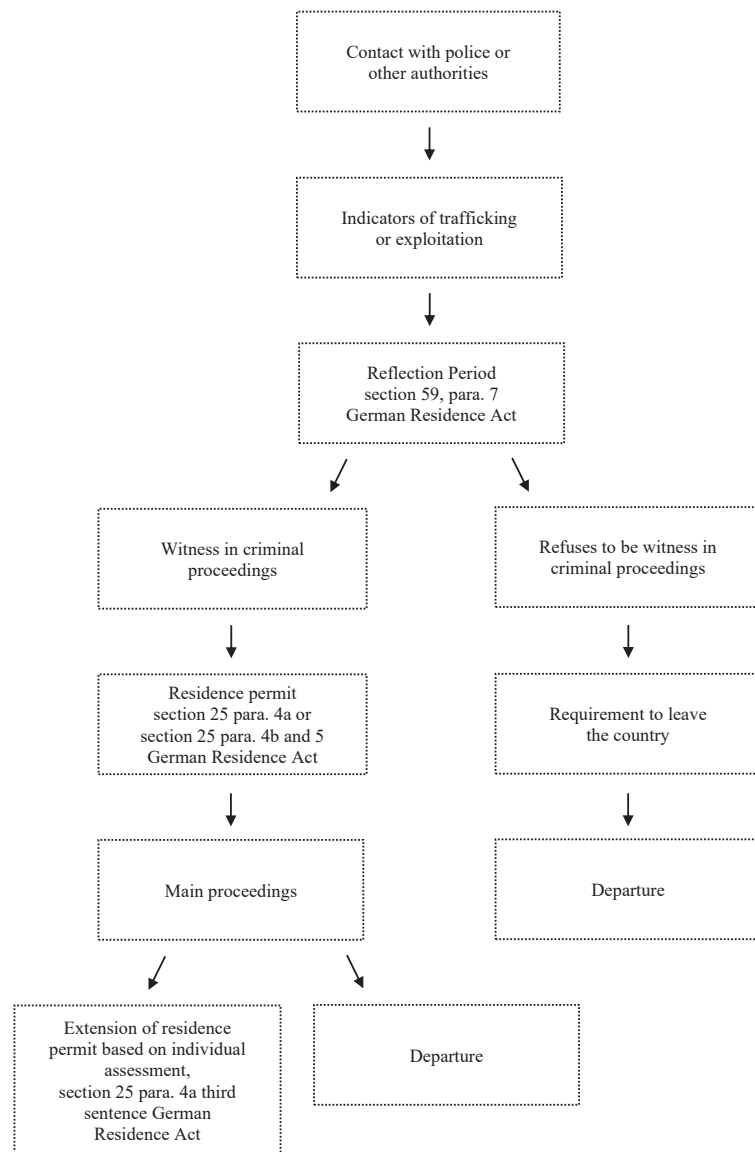 Contact with police or
other authorities
Indicators of trafficking
or exploitation
Reflection Period
section 59, para. 7
German Residence Act
Witness in criminal
proceedings
Refuses to be witness in
criminal proceedings
Residence permit
section 25 para. 4a or
section 25 para. 4b and 5
German Residence Act
Requirement to leave
the country
Main proceedings
Departure
Extension of residence
permit based on individual
assessment,
section 25 para. 4a third
sentence German
Residence Act
Departure